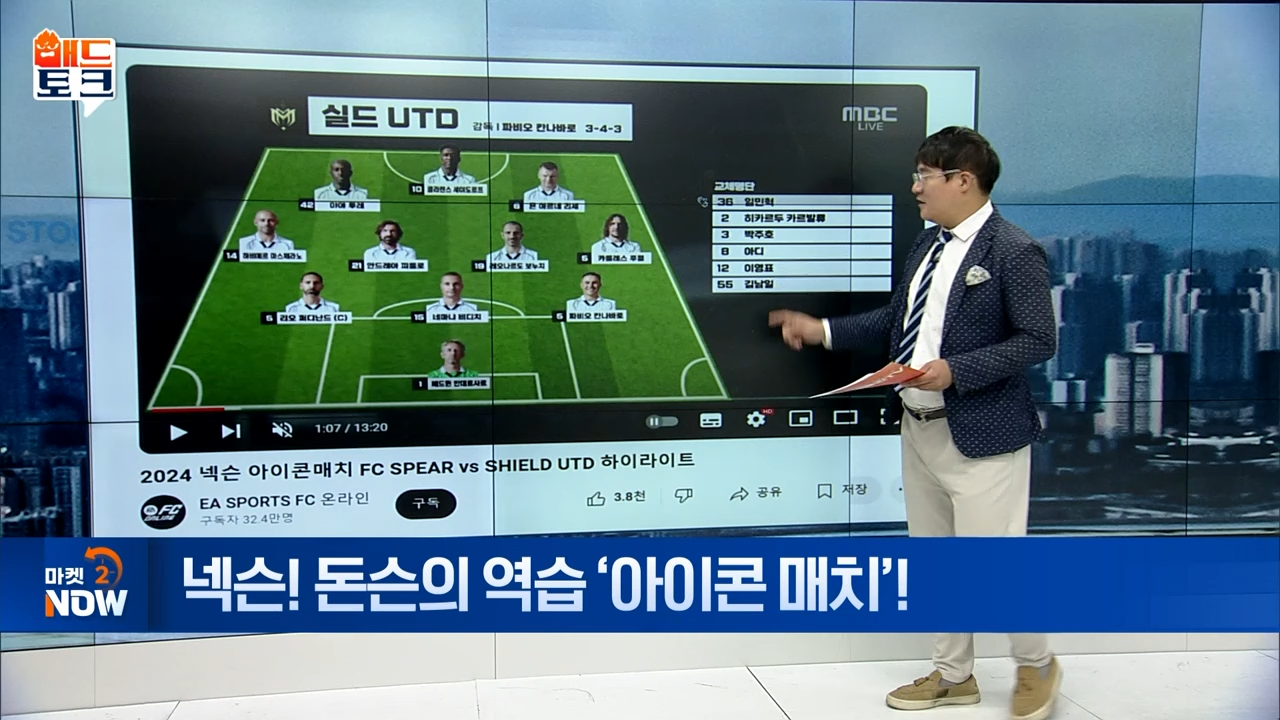 매드
토크
실드 UTD 감독 | 파비오 칸나바로 3-4-3
MBC
LIVE
교체명단
36 임민혁
2 히카르두 카르발류
3 박주호
8 아디
12 이영표
55 김남일
42 야야 투레
10 클라렌스 세이도르프
6 욘 아르네 리세
14 하비에르 마스체라노
21 안드레아 피를로
19 레오나르도 보누치
5 카를레스 푸욜
5 리오 퍼디난드 (C)
15 네마냐 비디치
5 파비오 칸나바로
1 에드윈 반데르사르
1:07 / 13:20
HD
2024 넥슨 아이콘매치 FC SPEAR vs SHIELD UTD 하이라이트
EA SPORTS FC 온라인
구독자 32.4만명
구독
3.8천
공유
저장
FC
ONLINE
마켓 2
NOW
넥슨! 돈슨의 역습 ‘아이콘 매치’!